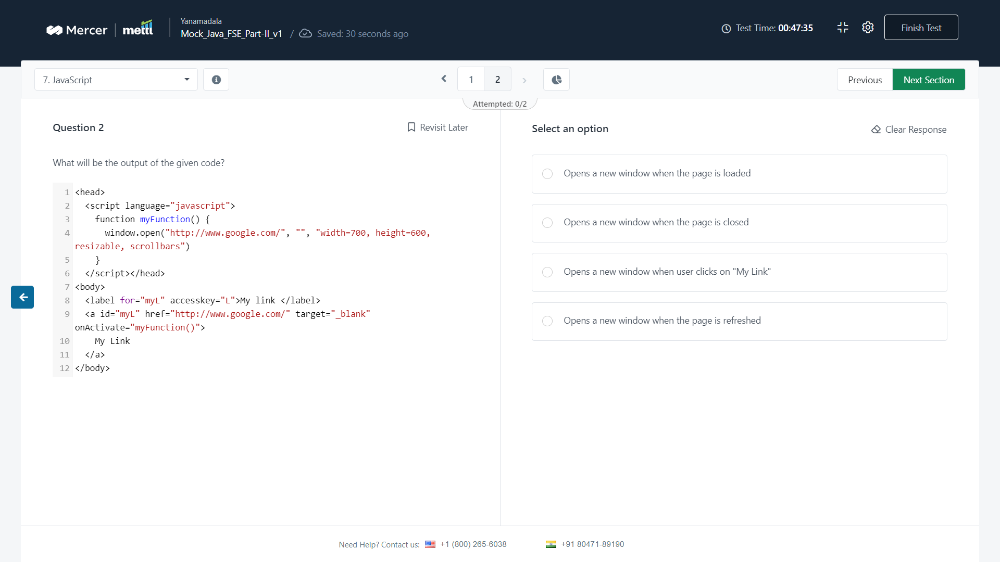 Mercer | mettl
Yanamadala
Mock_Java_FSE_Part-II_v1 / Saved: 30 seconds ago
Test Time: 00:47:35
Finish Test
7. JavaScript
1 2
Previous
Next Section
Attempted: 0/2
Question 2
Revisit Later
What will be the output of the given code?
1 <head>
2 <script language="javascript">
3 function myFunction() {
4 window.open("http://www.google.com/", "", "width=700, height=600,
resizable, scrollbars")
5 }
6 </script></head>
7 <body>
8 <label for="myL" accesskey="L">My link </label>
9 <a id="myL" href="http://www.google.com/" target="_blank"
onActivate="myFunction()">
10 My Link
11 </a>
12 </body>
Select an option
Clear Response
Opens a new window when the page is loaded
Opens a new window when the page is closed
Opens a new window when user clicks on "My Link"
Opens a new window when the page is refreshed
Need Help? Contact us: +1 (800) 265-6038 +91 80471-89190